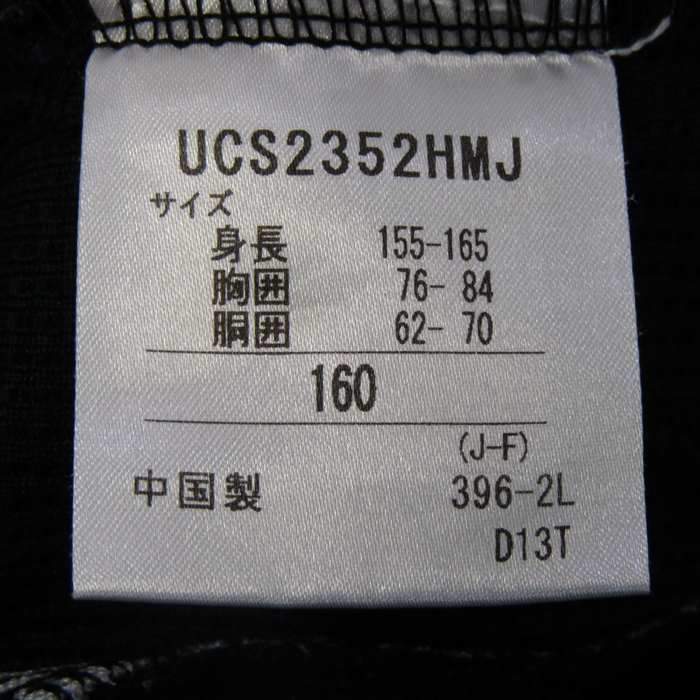 UCS2352HMJ
サイズ
身長 155-165
胸囲 76- 84
胴囲 62- 70
160
(J-F)
中国製 396-2L
D13T